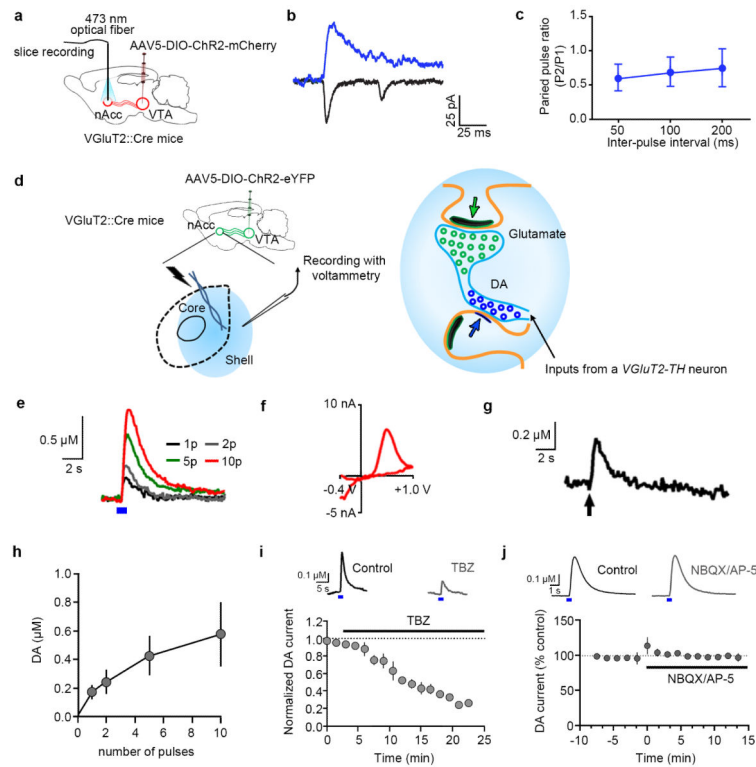 a
473 nm
optical fiber
slice recording
AAV5-DIO-ChR2-mCherry
nAcc
VTA
VGluT2::Cre mice
b
25 pA
25 ms
c
Paried pulse ratio
(P2/P1)
1.5
1.0
0.5
0.0
50
100
200
Inter-pulse interval (ms)
d
AAV5-DIO-ChR2-eYFP
VGluT2::Cre mice
nAcc
VTA
Recording with
voltammetry
Core
Shell
Glutamate
DA
Inputs from a VGluT2-TH neuron
e
0.5 µM
2 s
1p
2p
5p
10p
f
10 nA
-0.4 V
+1.0 V
-5 nA
g
0.2 µM
2 s
h
DA (µM)
0.8
0.6
0.4
0.2
0.0
0
2
4
6
8
10
number of pulses
i
0.1 µM
5 s
Control
TBZ
Normalized DA current
TBZ
1.2
1.0
0.8
0.6
0.4
0.2
0.0
0
5
10
15
20
25
Time (min)
j
0.1 µM
1 s
Control
NBQX/AP-5
DA current (% control)
150
100
50
0
NBQX/AP-5
-10
-5
0
5
10
15
Time (min)